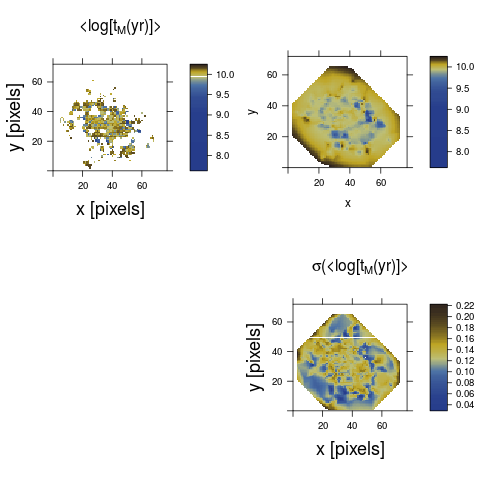 <log[tM(yr)]>
60
40
20
20 40 60
x [pixels]
y [pixels]
10.0
9.5
9.0
8.5
8.0
60
40
20
20 40 60
x
y
10.0
9.5
9.0
8.5
8.0
σ(<log[tM(yr)]>
60
40
20
20 40 60
x [pixels]
y [pixels]
0.22
0.20
0.18
0.16
0.14
0.12
0.10
0.08
0.06
0.04